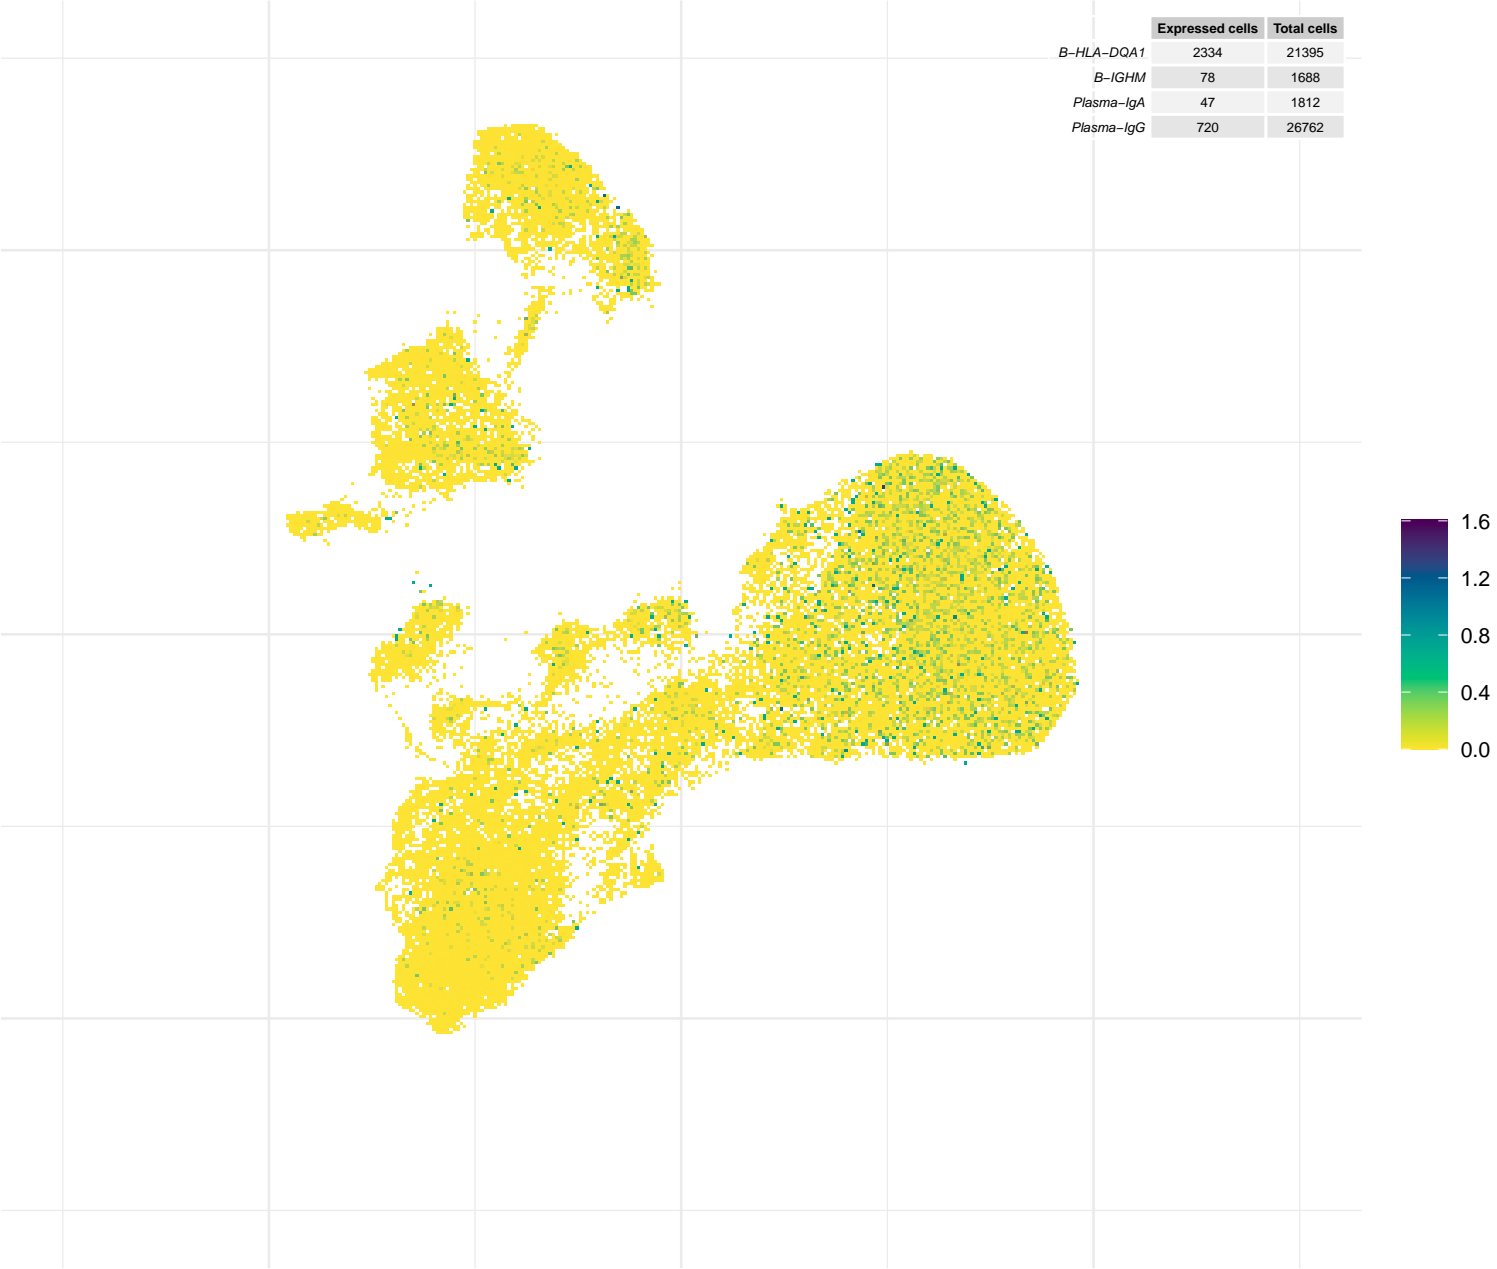 Expressed cells Total cells
B−HLA−DQA1 2334 21395
B−IGHM 78 1688
Plasma−IgA 47 1812
Plasma−IgG 720 26762
1.6
1.2
0.8
0.4
0.0